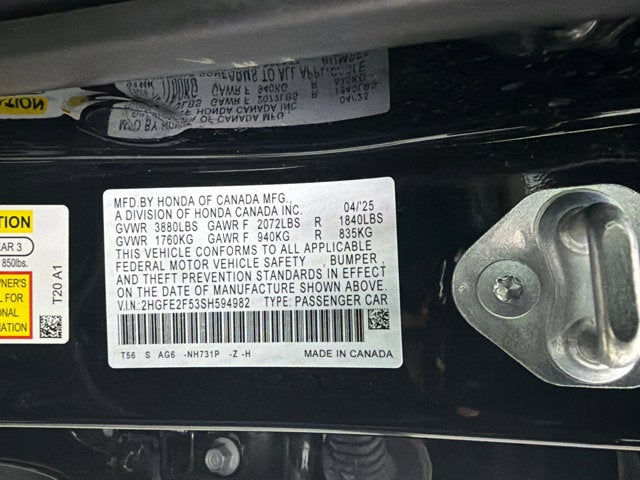 MFD.BY HONDA OF CANADA MFG.,
A DIVISION OF HONDA CANADA INC. 04/'25
GVWR 3880LBS GAWR F 2072LBS R 1840LBS
GVWR 1760KG GAWR F 940KG R 835KG
THIS VEHICLE CONFORMS TO ALL APPLICABLE
FEDERAL MOTOR VEHICLE SAFETY , BUMPER ,
AND THEFT PREVENTION STANDARDS IN EFFECT
ON THE DATE OF MANUFACTURE SHOWN ABOVE.
V.I.N: 2HGFE2F53SH594982 TYPE: PASSENGER CAR
T56 S AG6 -NH731P -Z -H
MADE IN CANADA
EAR 3
850lbs.
T20 A1